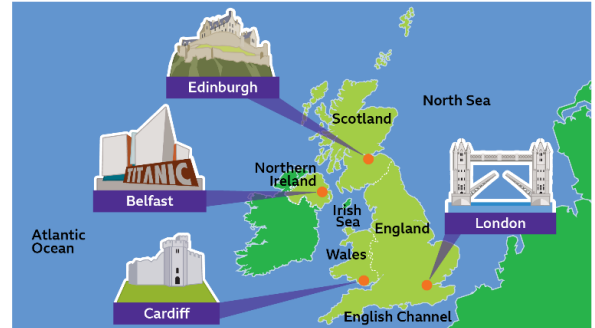 Edinburgh
Scotland
North Sea
TITANIC
Northern
Ireland
Belfast
Irish
Sea
London
England
Atlantic
Ocean
Wales
Cardiff
English Channel